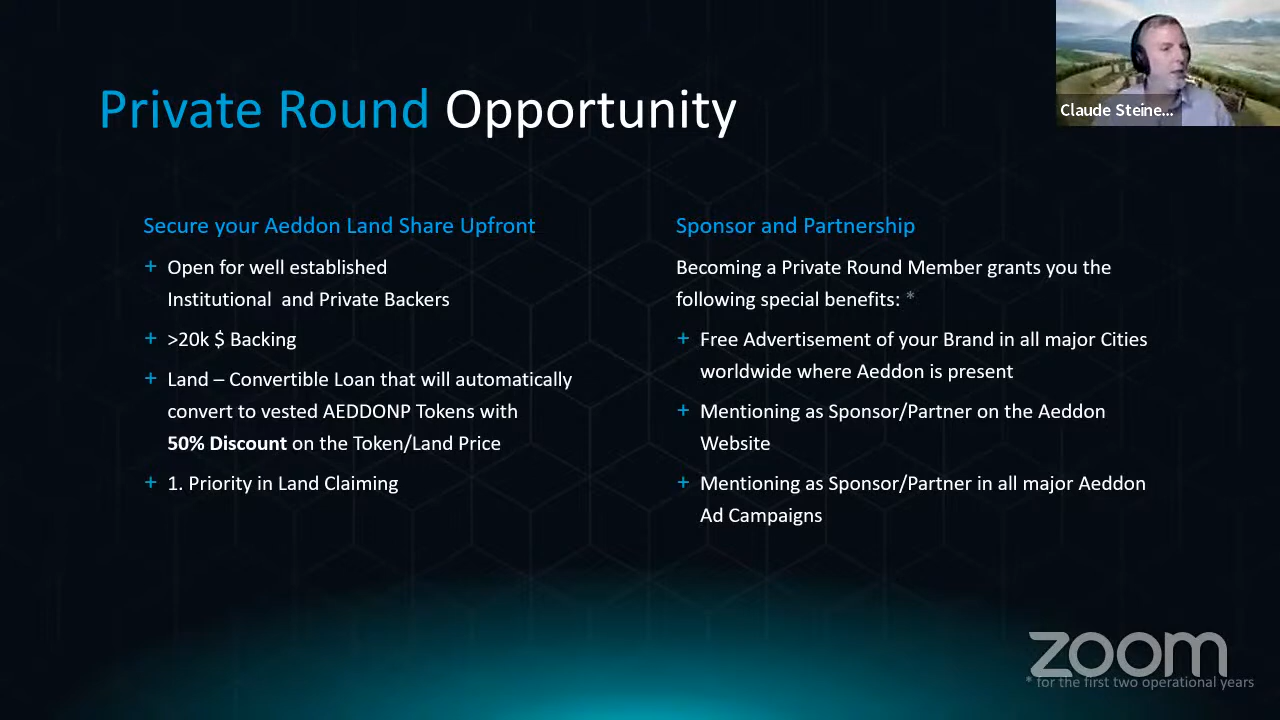 Private Round Opportunity
Claude Steine...
Secure your Aeddon Land Share Upfront
+ Open for well established
Institutional and Private Backers
+ >20k $ Backing
+ Land – Convertible Loan that will automatically
convert to vested AEDDONP Tokens with
50% Discount on the Token/Land Price
+ 1. Priority in Land Claiming
Sponsor and Partnership
Becoming a Private Round Member grants you the
following special benefits: *
+ Free Advertisement of your Brand in all major Cities
worldwide where Aeddon is present
+ Mentioning as Sponsor/Partner on the Aeddon
Website
+ Mentioning as Sponsor/Partner in all major Aeddon
Ad Campaigns
zoom
* for the first two operational years